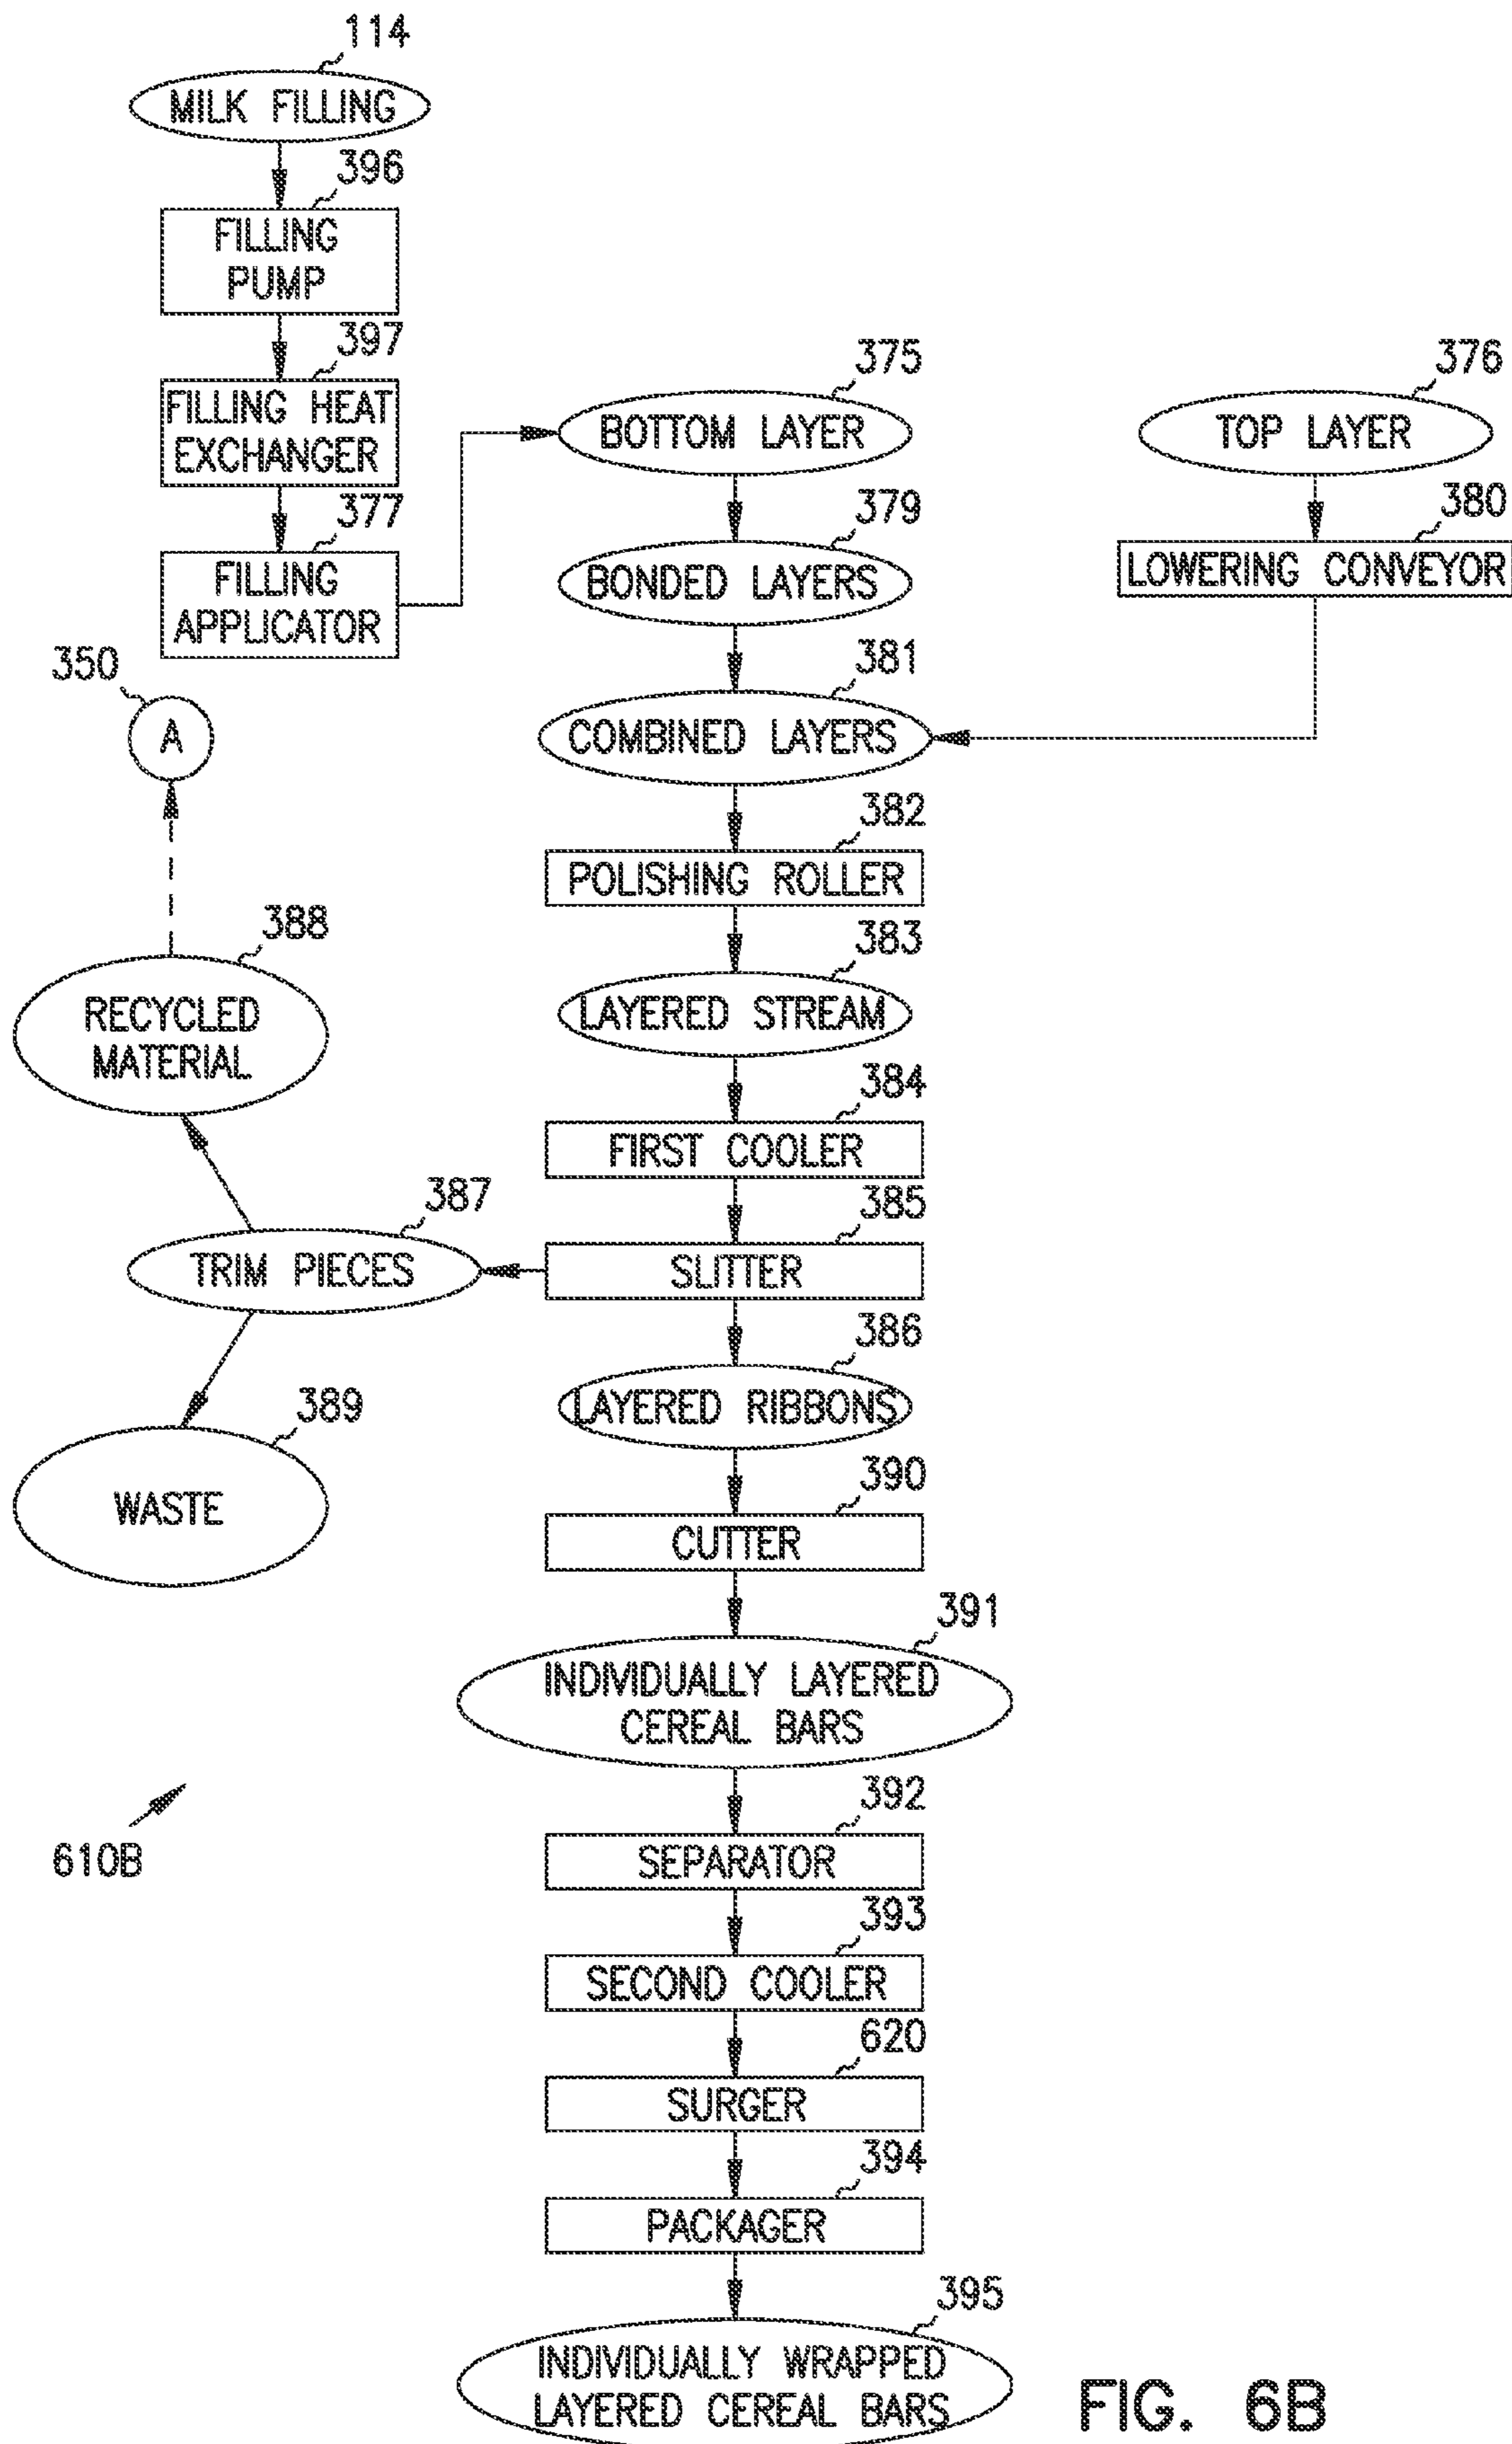 114
MILK FILLING
396
FILLING
PUMP
397
FILLING HEAT
EXCHANGER
377
FILLING
APPLICATOR
375
BOTTOM LAYER
376
TOP LAYER
379
BONDED LAYERS
380
LOWERING CONVEYOR
381
COMBINED LAYERS
350
A
382
POLISHING ROLLER
388
RECYCLED
MATERIAL
383
LAYERED STREAM
384
FIRST COOLER
387
TRIM PIECES
385
SLITTER
386
LAYERED RIBBONS
389
WASTE
390
CUTTER
391
INDIVIDUALLY LAYERED
CEREAL BARS
392
SEPARATOR
610B
393
SECOND COOLER
620
SURGER
394
PACKAGER
395
INDIVIDUALLY WRAPPED
LAYERED CEREAL BARS
FIG. 6B